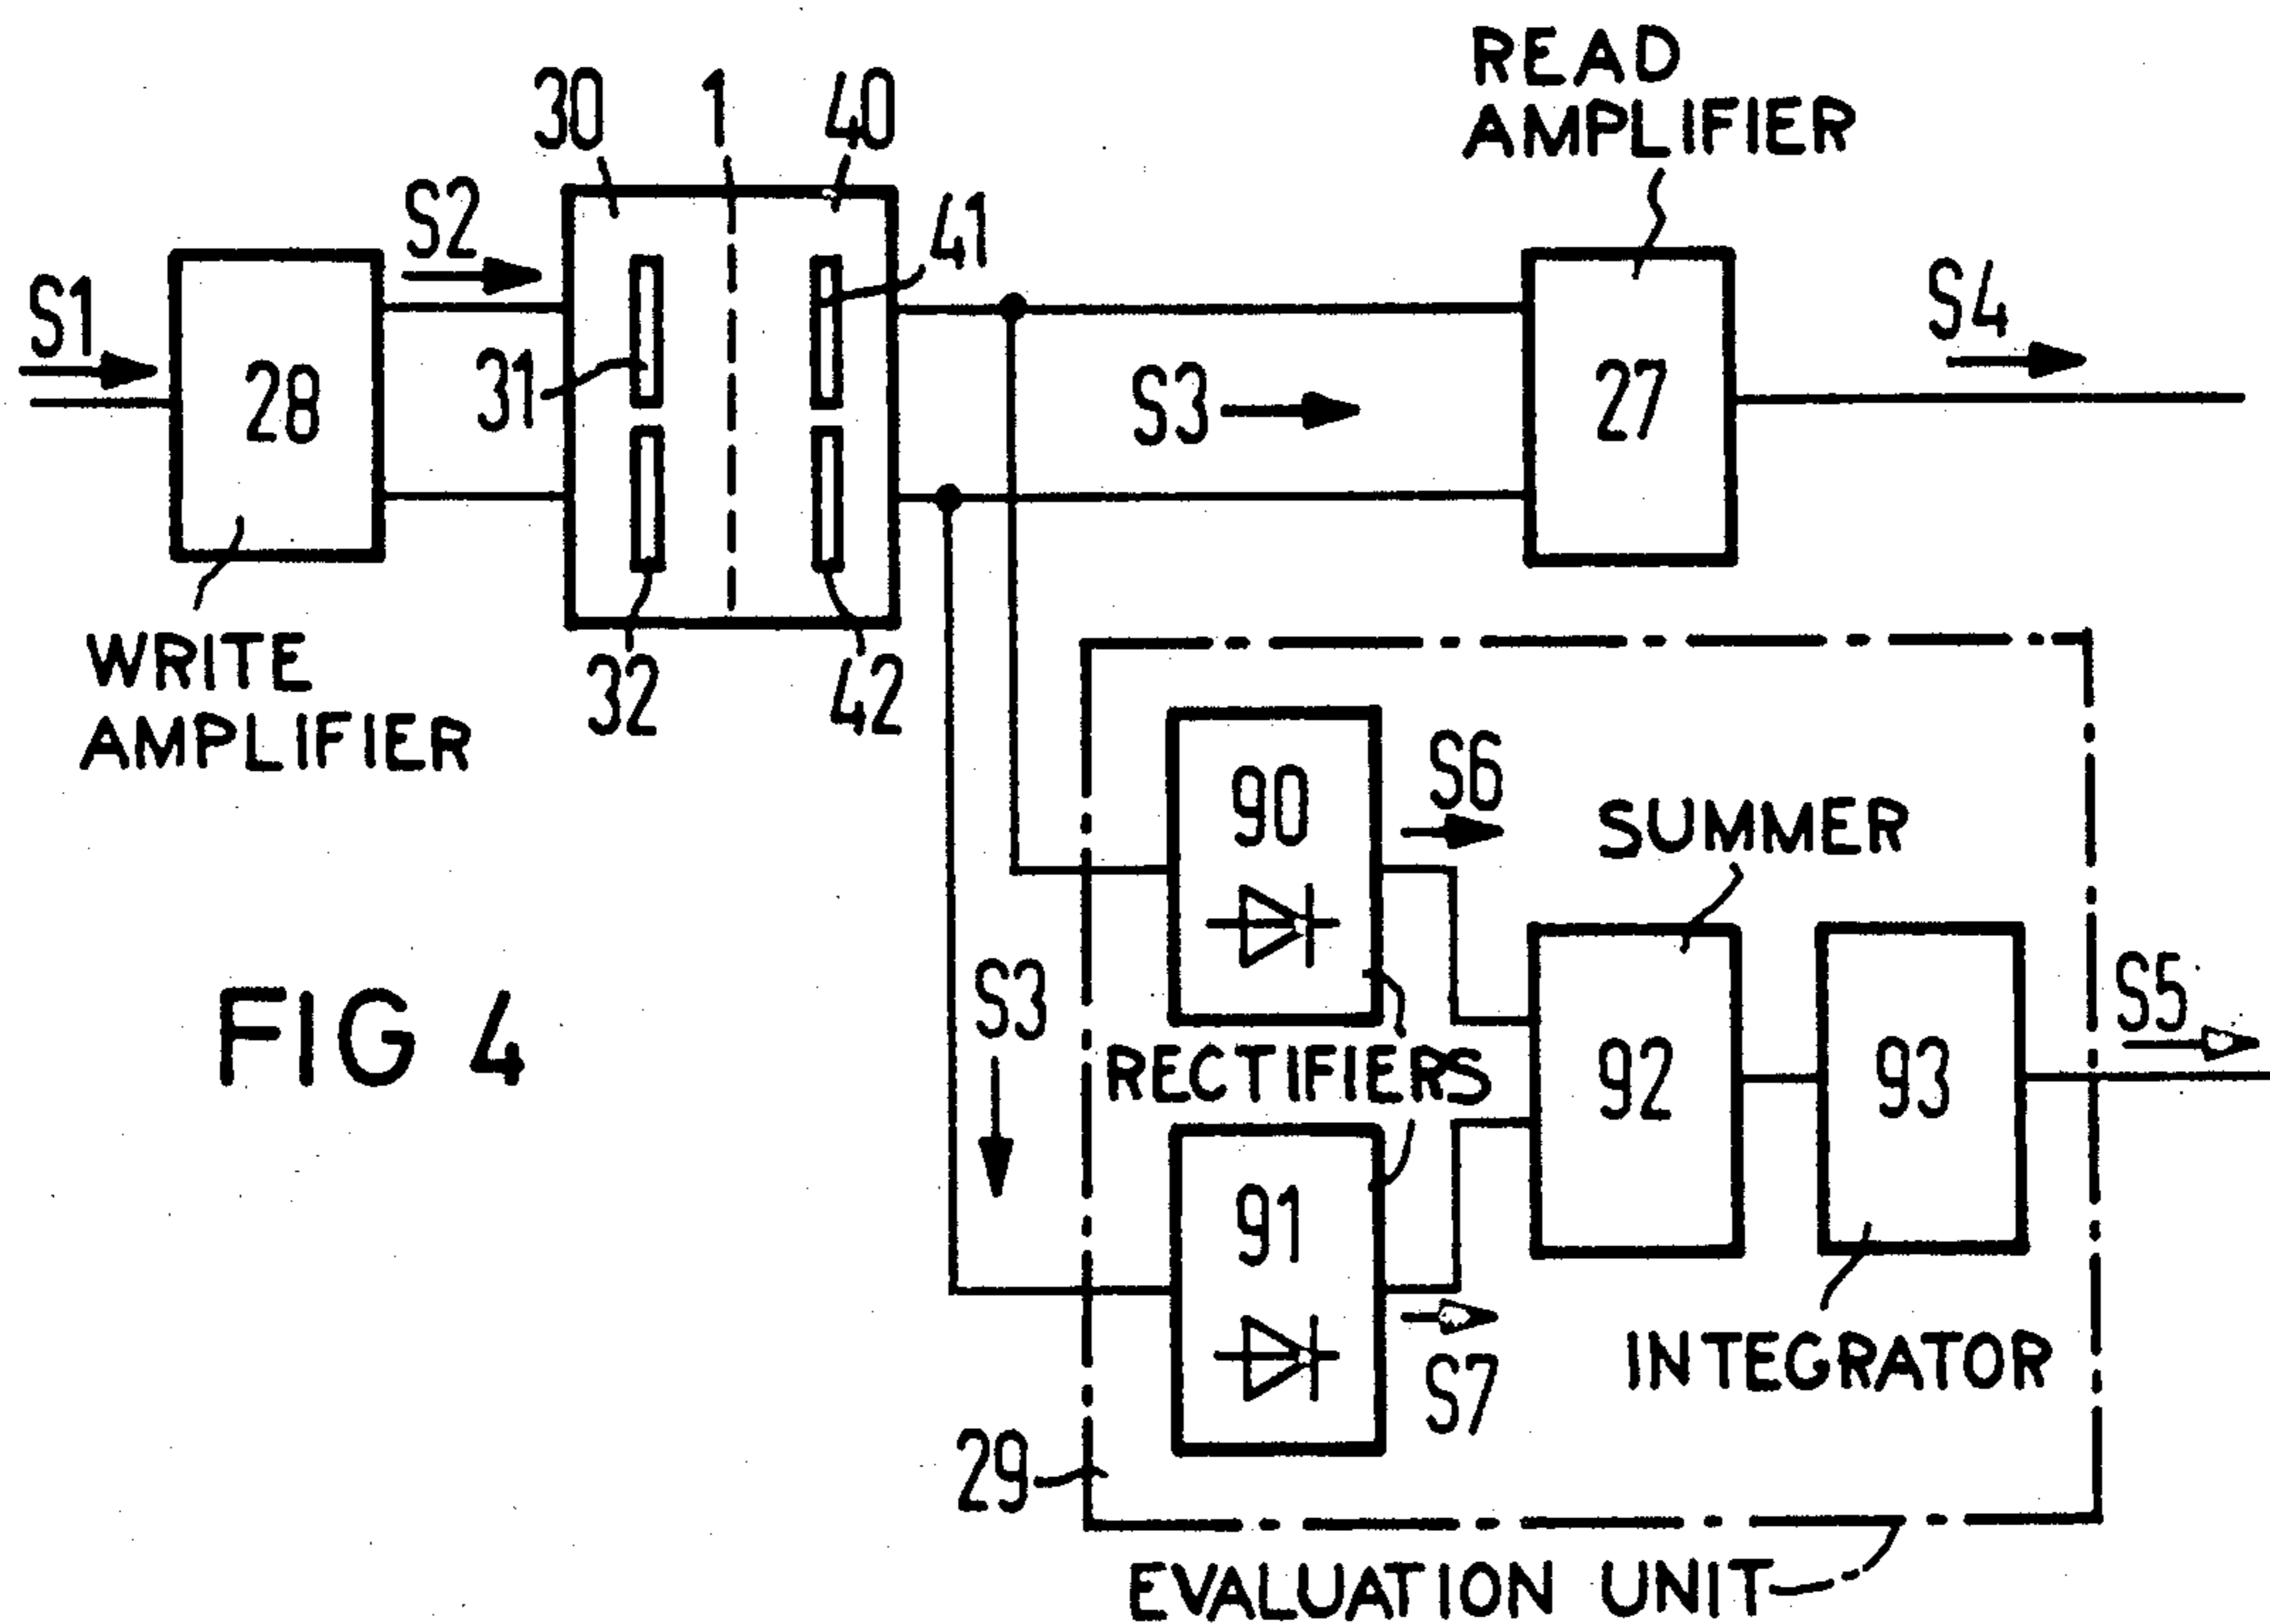 READ
AMPLIFIER
30
1
40
S2
41
S1
S4
28
31
S3
27
WRITE
AMPLIFIER
32
42
90
S6
SUMMER
FIG 4
S3
RECTIFIERS
92
93
S5
91
S7
INTEGRATOR
29
EVALUATION UNIT